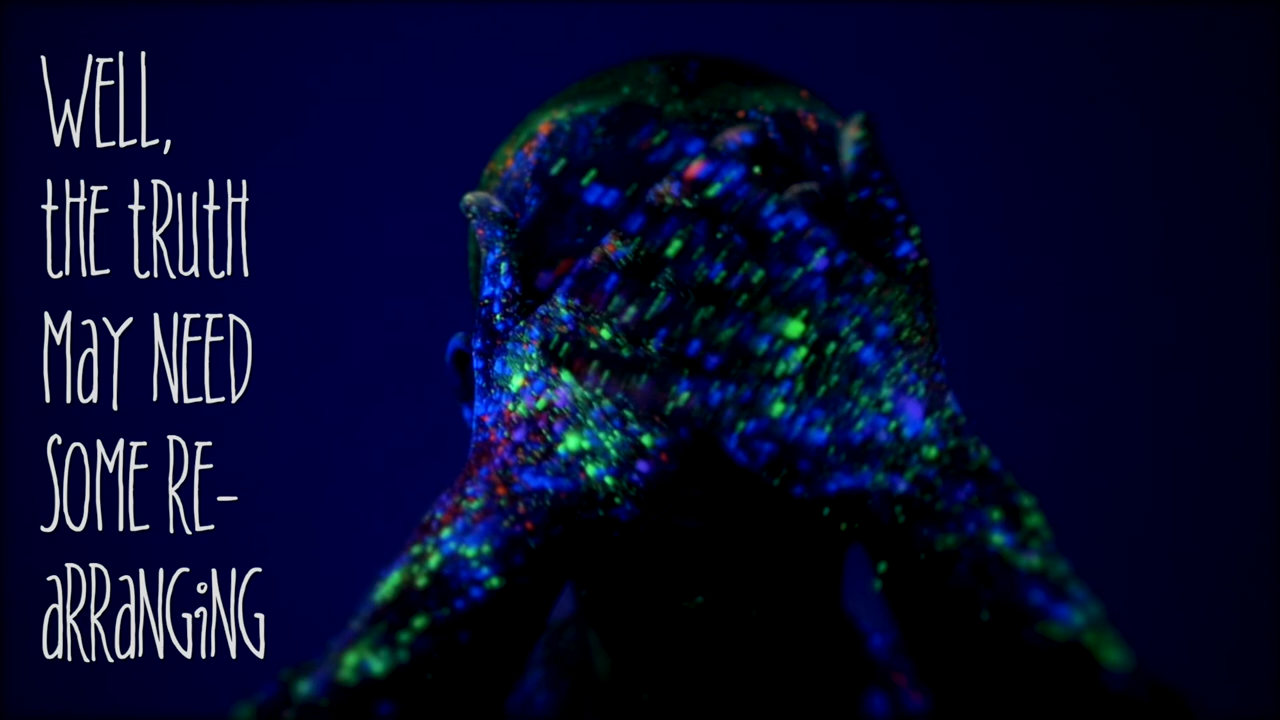 WELL,
tHE tRutH
MaY NEED
SOME RE-
aRRaNGiNG